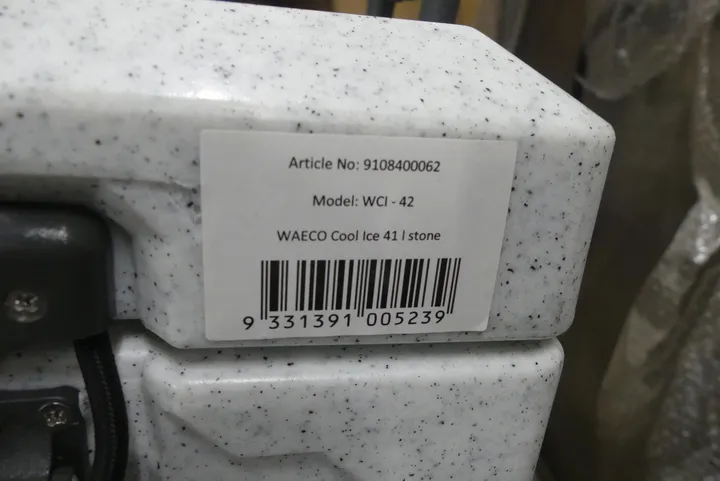 Article No: 9108400062
Model: WCI - 42
WAECO Cool Ice 41 l stone
9 331391 005239